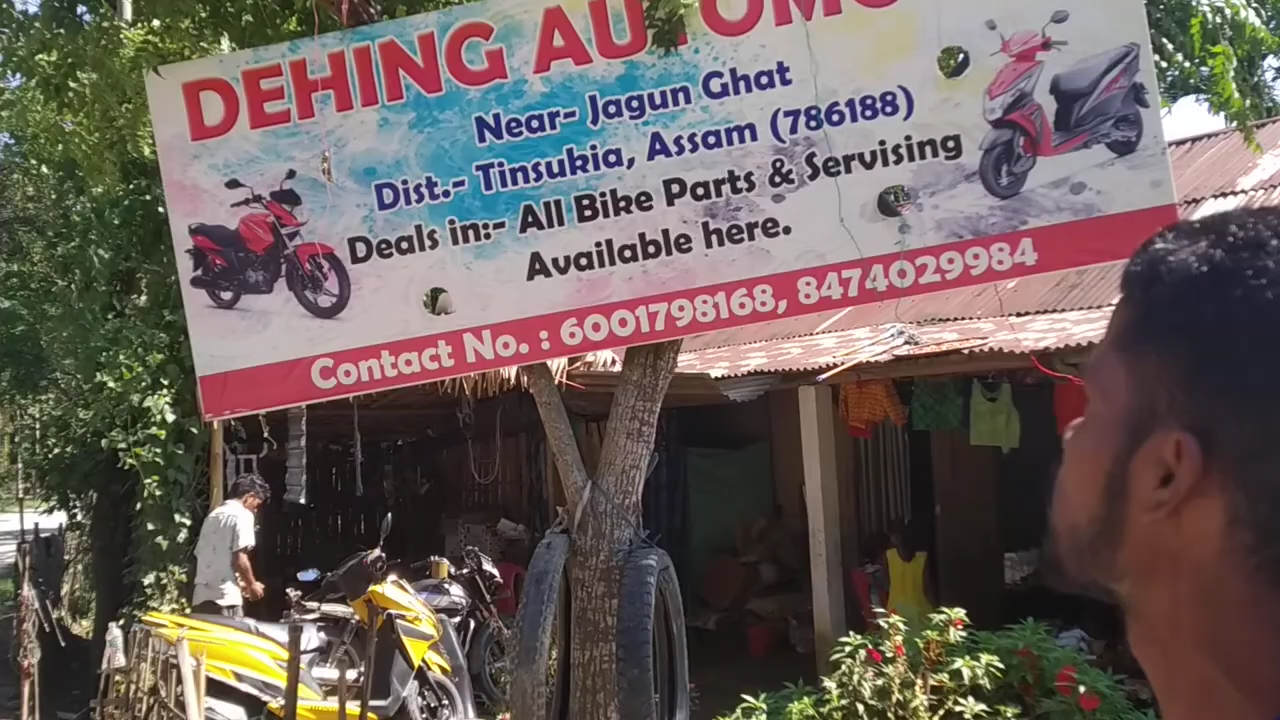 DEHING AUTOMO
Near- Jagun Ghat
Dist.- Tinsukia, Assam (786188)
Deals in:- All Bike Parts & Servising
Available here.
Contact No. : 6001798168, 8474029984